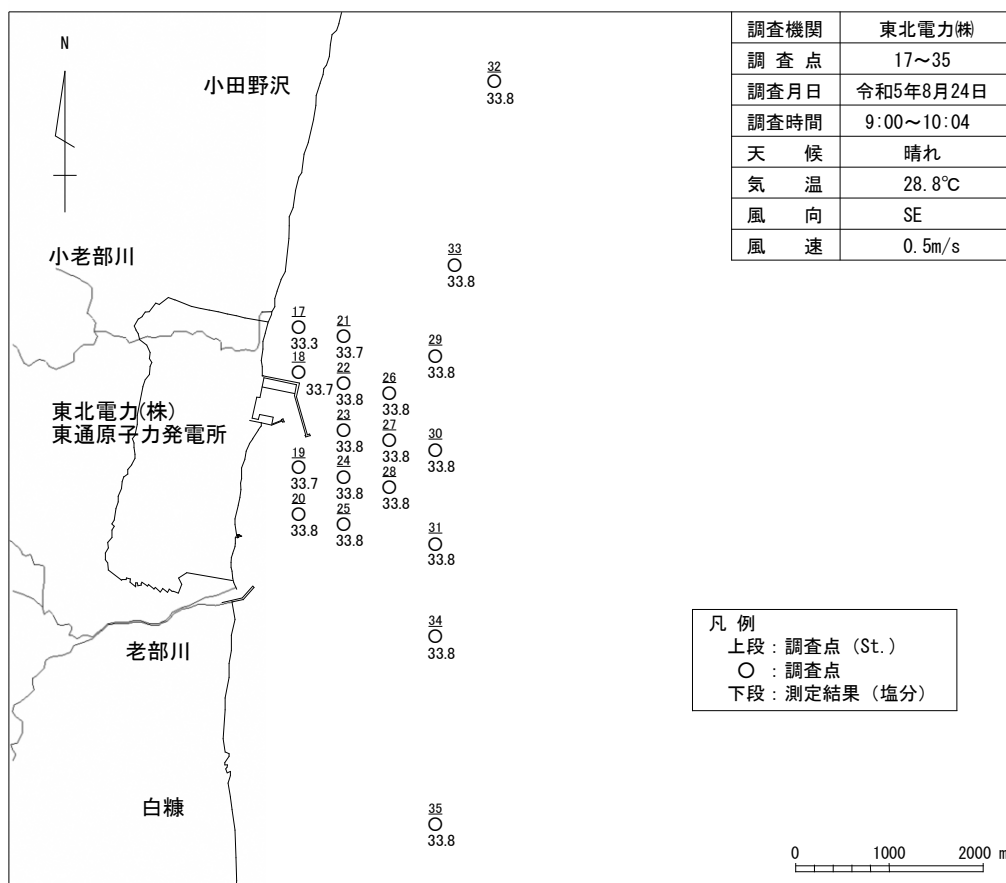 調査機関 東北電力㈱
調査点 17～35
調査月日 令和5年8月24日
調査時間 9:00～10:04
天候 晴れ
気温 28.8℃
風向 SE
風速 0.5m/s
N
小田野沢
32
33.8
小老部川
33
33.8
17
33.3
21
33.7
29
33.8
18
33.7
22
33.8
26
33.8
東北電力(株)
東通原子力発電所
23
33.8
27
33.8
30
33.8
19
33.7
24
33.8
28
33.8
20
33.8
25
33.8
31
33.8
老部川
34
33.8
凡 例
上段：調査点（St.）
○：調査点
下段：測定結果（塩分）
白糠
35
33.8
0 1000 2000 m